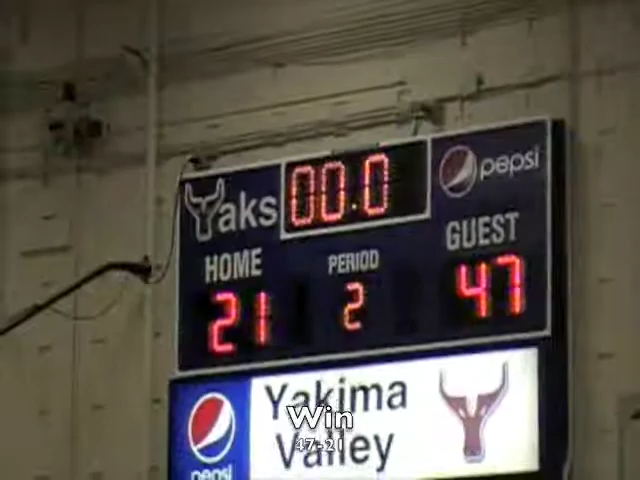 Yaks 00.0 pepsi
HOME PERIOD GUEST
21 2 47
pepsi Yakima
Valley
Win
47-21